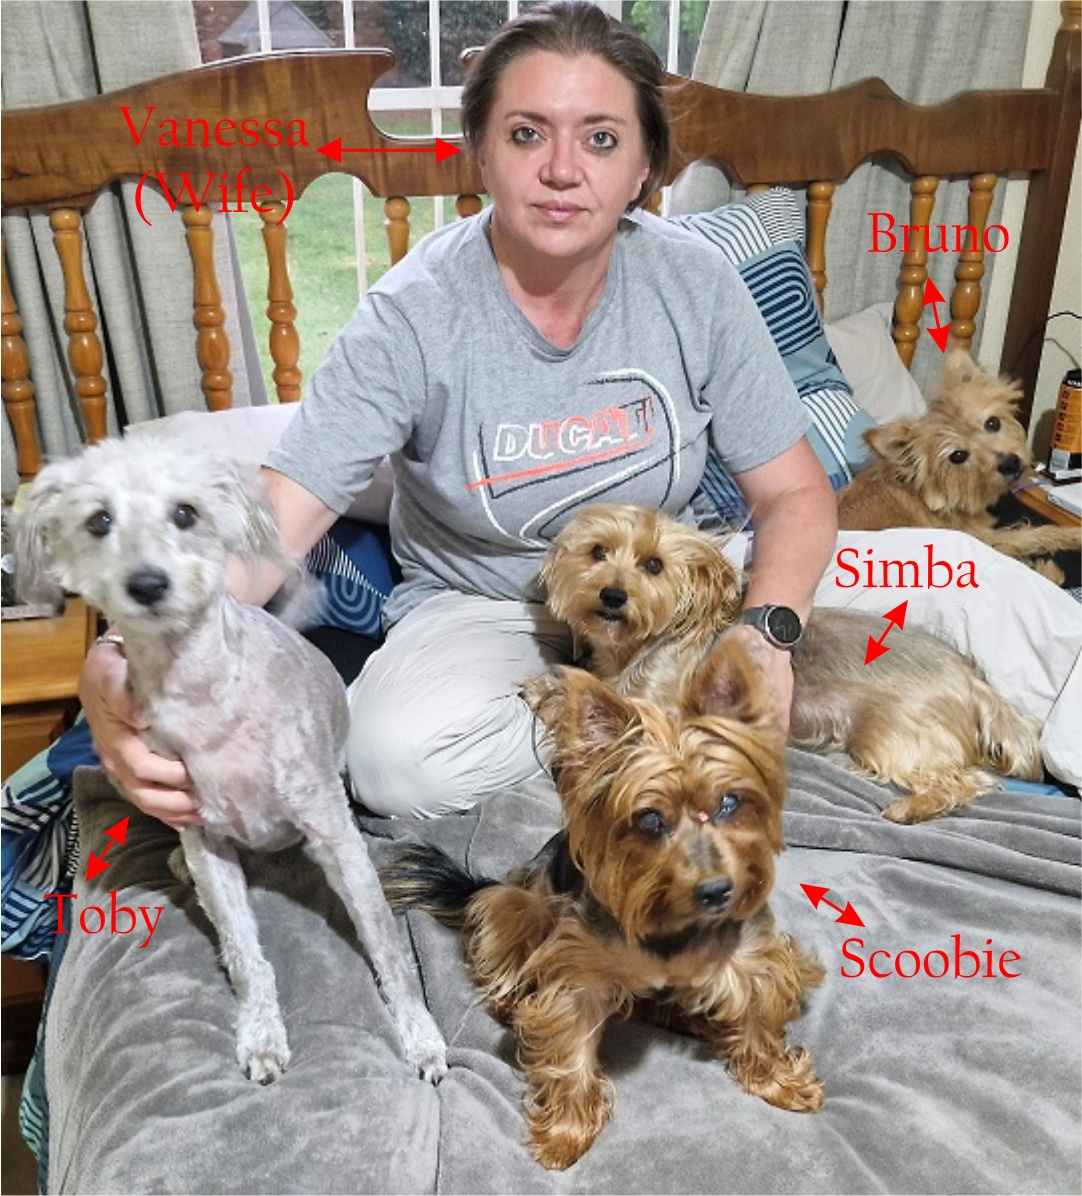 Vanessa
(Wife)
Bruno
DUCATI
Simba
Toby
Scoobie